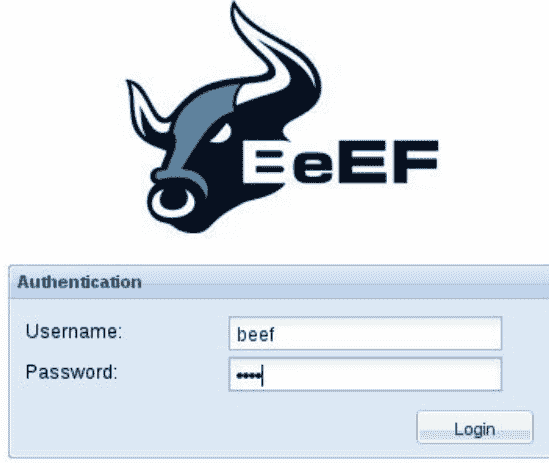 BeEF
Authentication
Username: beef
Password: ••••
Login